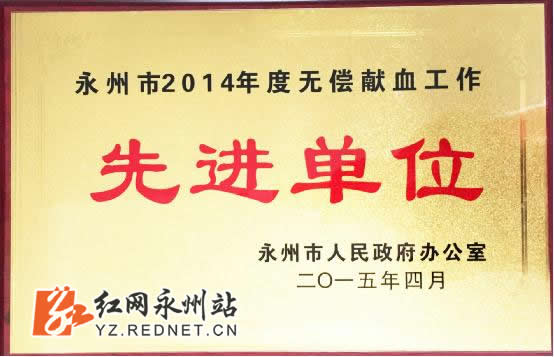 永州市2014年度无偿献血工作
先进单位
永州市人民政府办公室
二〇一五年四月
红网永州站
YZ.REDNET.CN